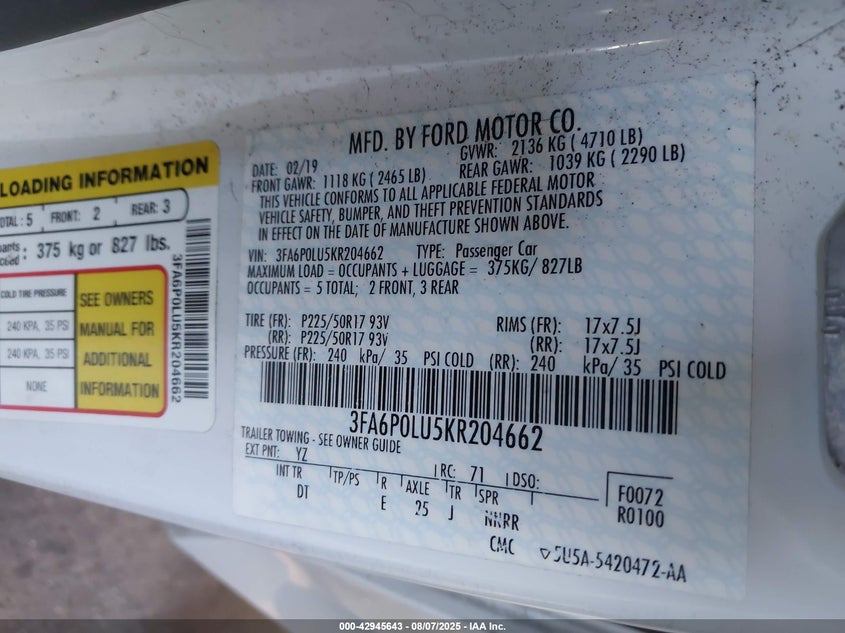 LOADING INFORMATION
TOTAL: 5 FRONT: 2 REAR: 3
375 kg or 827 lbs.
COLD TIRE PRESSURE
240 KPA, 35 PSI
240 KPA, 35 PSI
NONE
SEE OWNERS
MANUAL FOR
ADDITIONAL
INFORMATION
3FA6P0LU5KR204662
MFD. BY FORD MOTOR CO.
DATE: 02/19 GVWR: 2136 KG ( 4710 LB)
FRONT GAWR: 1118 KG ( 2465 LB) REAR GAWR: 1039 KG ( 2290 LB)
THIS VEHICLE CONFORMS TO ALL APPLICABLE FEDERAL MOTOR
VEHICLE SAFETY, BUMPER, AND THEFT PREVENTION STANDARDS
IN EFFECT ON THE DATE OF MANUFACTURE SHOWN ABOVE.
VIN: 3FA6P0LU5KR204662 TYPE: Passenger Car
MAXIMUM LOAD = OCCUPANTS + LUGGAGE = 375KG/ 827LB
OCCUPANTS = 5 TOTAL; 2 FRONT, 3 REAR
TIRE (FR): P225/50R17 93V RIMS (FR): 17x7.5J
(RR): P225/50R17 93V (RR): 17x7.5J
PRESSURE (FR): 240 kPa/ 35 PSI COLD (RR): 240 kPa/ 35 PSI COLD
3FA6P0LU5KR204662
TRAILER TOWING - SEE OWNER GUIDE
EXT PNT: YZ RC: 71 DSO:
INT TR TP/PS R AXLE TR SPR
DT E 25 J NNRR
CMC
F0072
R0100
5U5A-5420472-AA
000-42945643 - 08/07/2025 - IAA Inc.